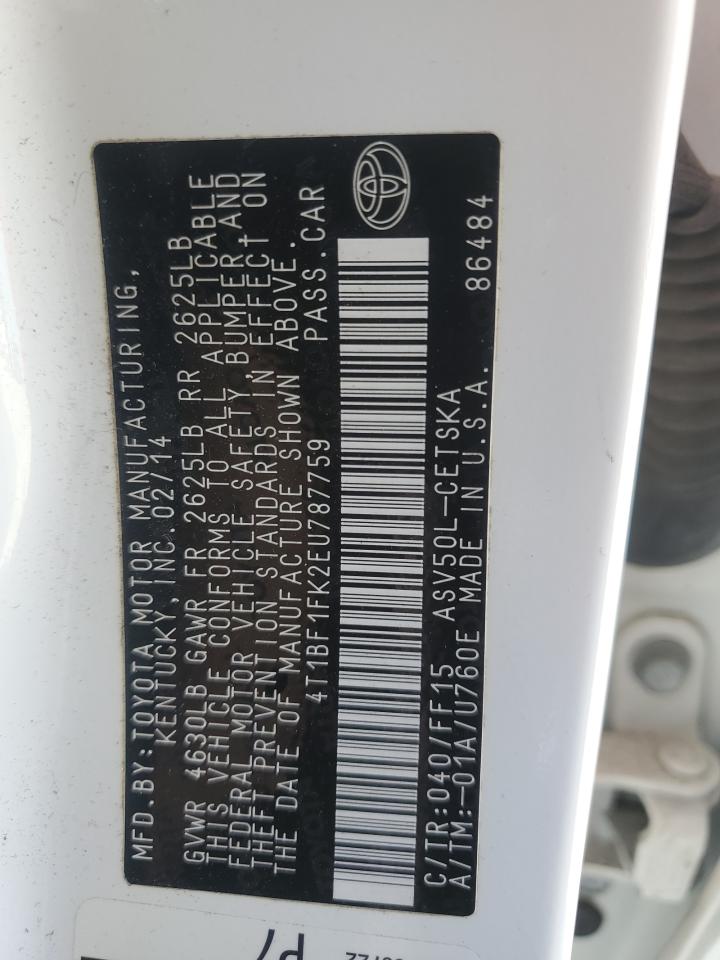 MFD.BY:TOYOTA MOTOR MANUFACTURING,
KENTUCKY, INC. 02/14
GVWR 4630LB GAWR FR 2625LB RR 2625LB
THIS VEHICLE CONFORMS TO ALL APPLICABLE
FEDERAL MOTOR VEHICLE SAFETY,BUMPER,AND
THEFT PREVENTION STANDARDS IN EFFECT ON
THE DATE OF MANUFACTURE SHOWN ABOVE.
4T1BF1FK2EU787759 PASS.CAR
C/TR:040/FF15 ASV50L-CETSKA
A/TM:-01A/U760E MADE IN U.S.A. 86484